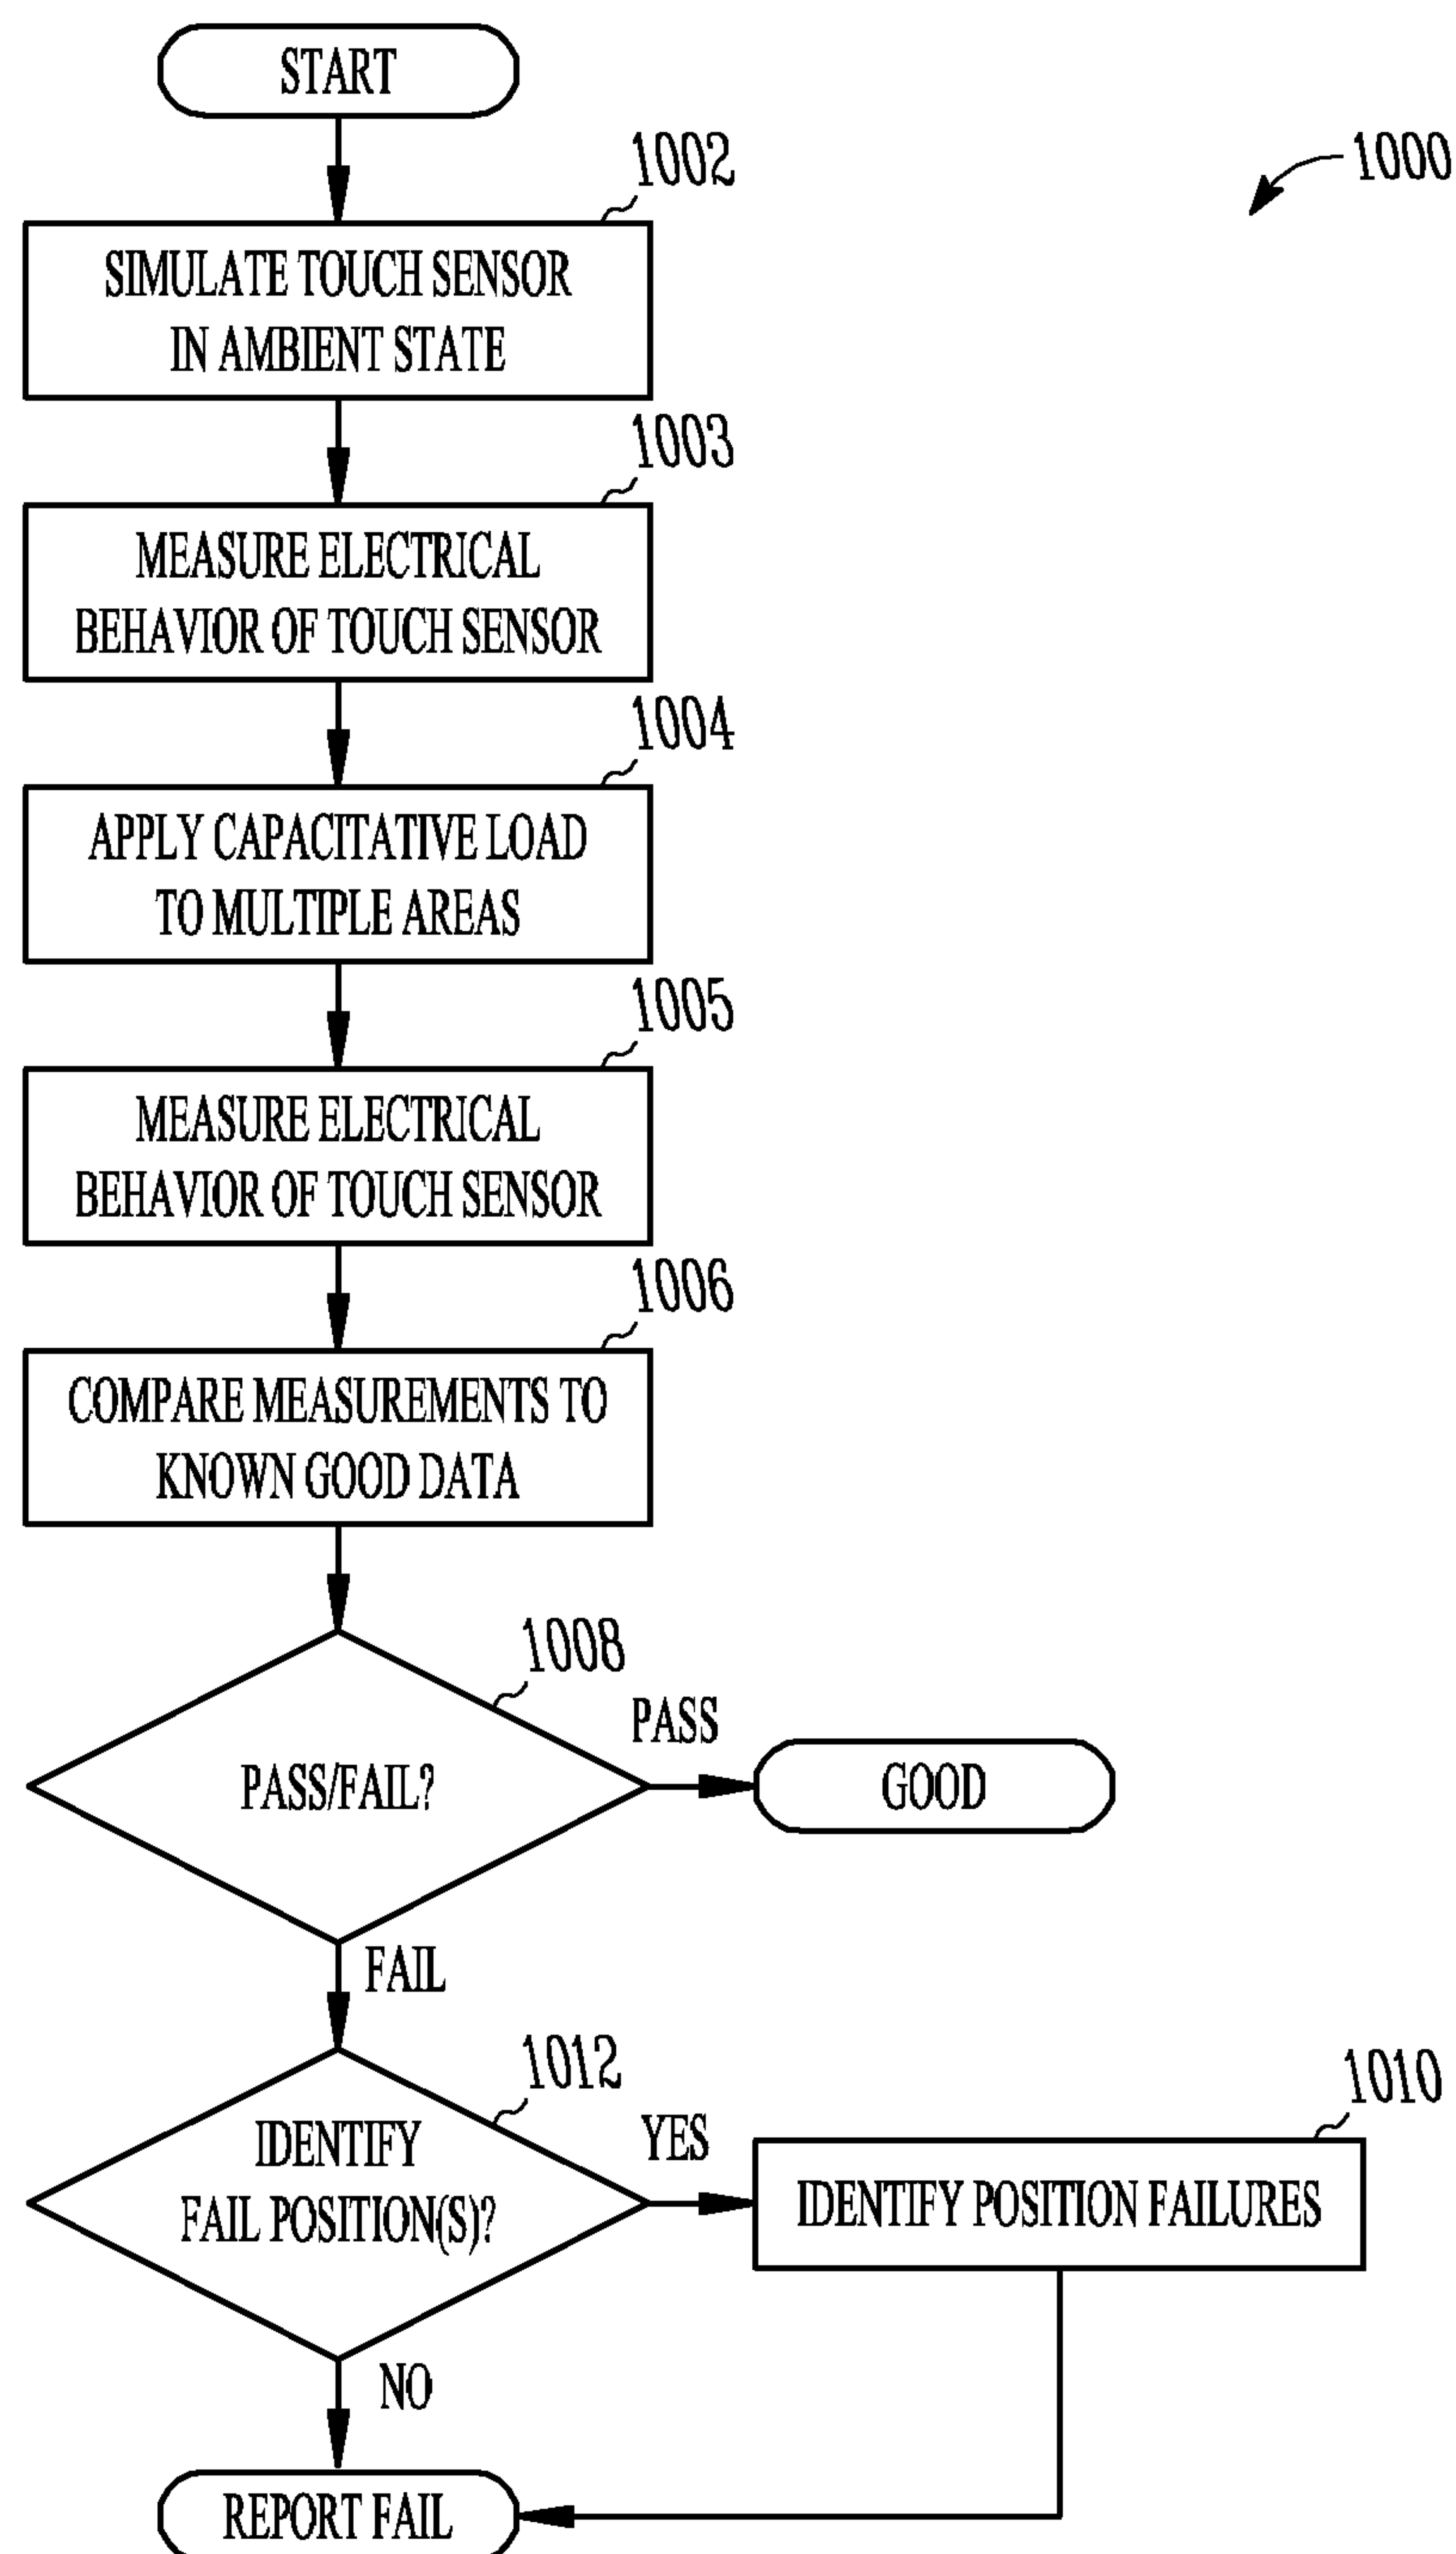 START
1000
1002
SIMULATE TOUCH SENSOR
IN AMBIENT STATE
1003
MEASURE ELECTRICAL
BEHAVIOR OF TOUCH SENSOR
1004
APPLY CAPACITATIVE LOAD
TO MULTIPLE AREAS
1005
MEASURE ELECTRICAL
BEHAVIOR OF TOUCH SENSOR
1006
COMPARE MEASUREMENTS TO
KNOWN GOOD DATA
1008
PASS/FAIL?
PASS
GOOD
FAIL
1012
IDENTIFY
FAIL POSITION(S)?
YES
1010
IDENTIFY POSITION FAILURES
NO
REPORT FAIL